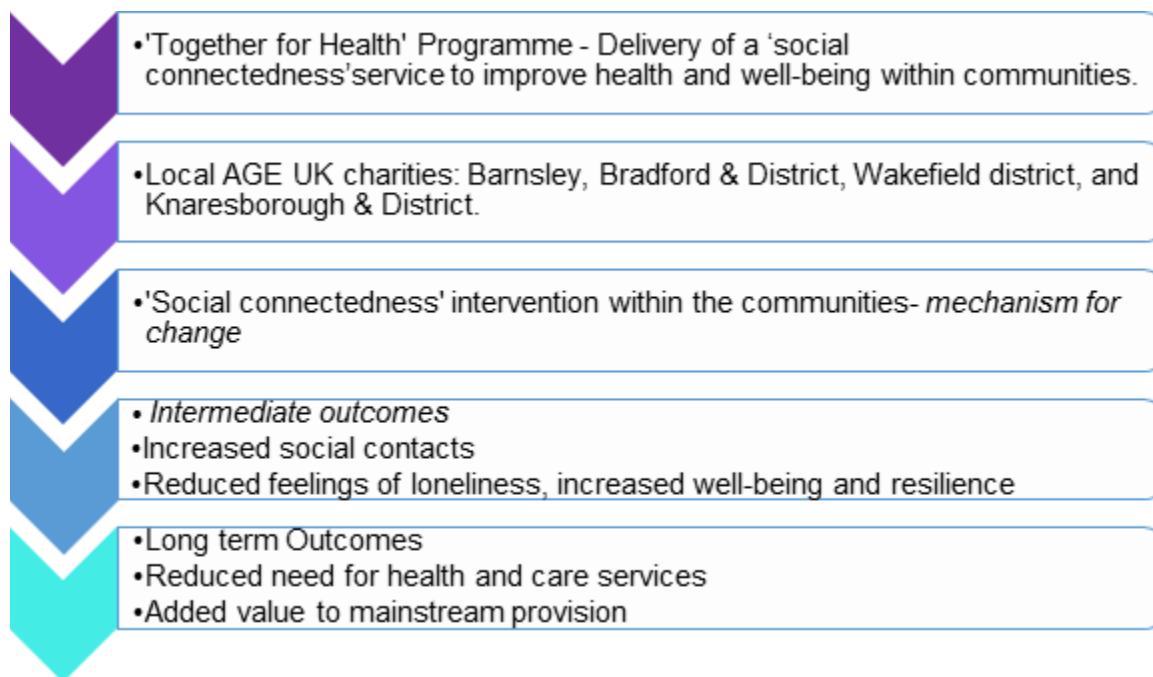 •'Together for Health' Programme - Delivery of a ‘social
connectedness’service to improve health and well-being within communities.
•Local AGE UK charities: Barnsley, Bradford & District, Wakefield district, and
Knaresborough & District.
•'Social connectedness' intervention within the communities- mechanism for
change
• Intermediate outcomes
•Increased social contacts
•Reduced feelings of loneliness, increased well-being and resilience
•Long term Outcomes
•Reduced need for health and care services
•Added value to mainstream provision